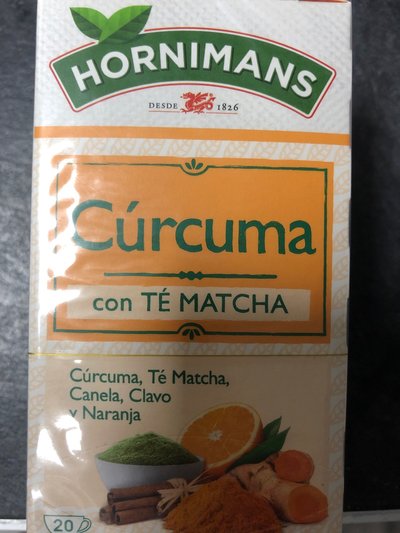 HORNIMANS
DESDE 1826
Cúrcuma
con TÉ MATCHA
Cúrcuma, Té Matcha,
Canela, Clavo
y Naranja
20